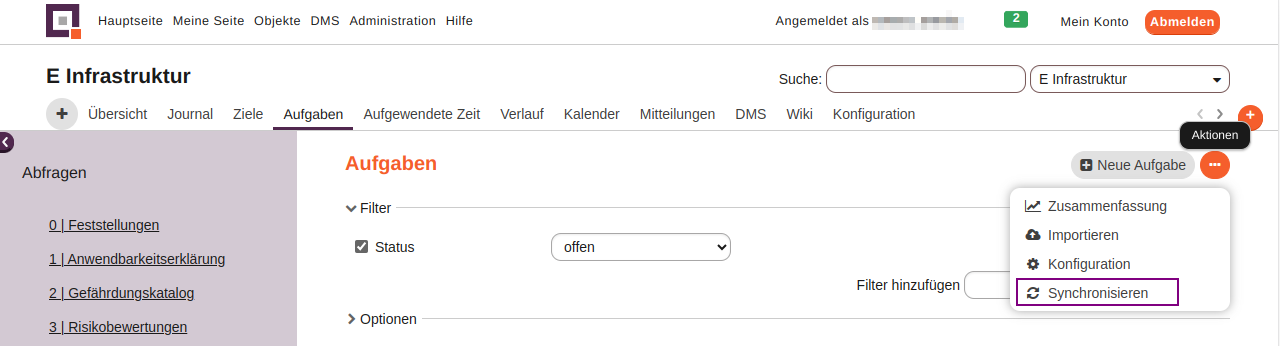 Hauptseite Meine Seite Objekte DMS Administration Hilfe Angemeldet als 2 Mein Konto Abmelden
E Infrastruktur Suche: E Infrastruktur
+ Übersicht Journal Ziele Aufgaben Aufgewendete Zeit Verlauf Kalender Mitteilungen DMS Wiki Konfiguration +
Aktionen
Abfragen
0 | Feststellungen
1 | Anwendbarkeitserklärung
2 | Gefährdungskatalog
3 | Risikobewertungen
Aufgaben Neue Aufgabe
Filter
Status offen
Filter hinzufügen
Optionen
Zusammenfassung
Importieren
Konfiguration
Synchronisieren